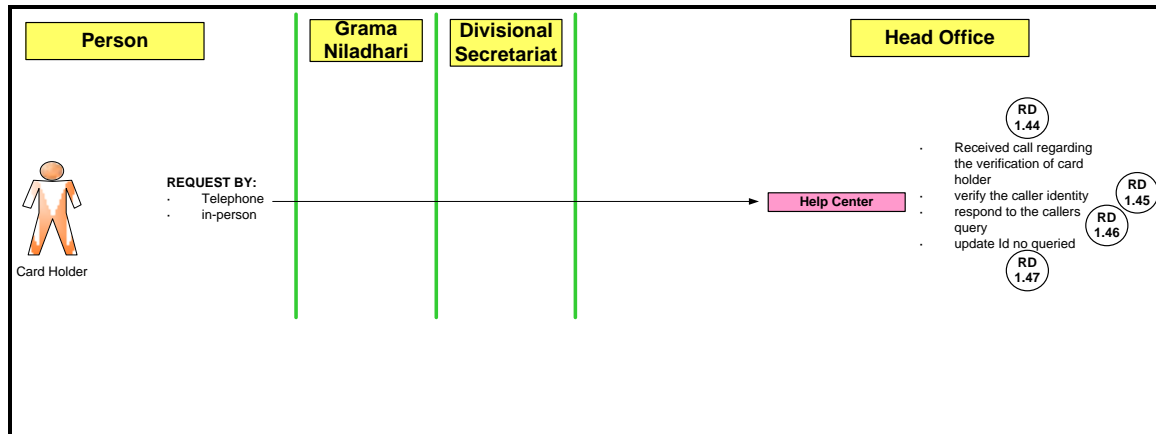 Person
Grama
Niladhari
Divisional
Secretariat
Head Office
Card Holder
REQUEST BY:
· Telephone
· in-person
Help Center
RD
1.44
· Received call regarding
the verification of card
holder
· verify the caller identity
· respond to the callers
query
· update Id no queried
RD
1.45
RD
1.46
RD
1.47